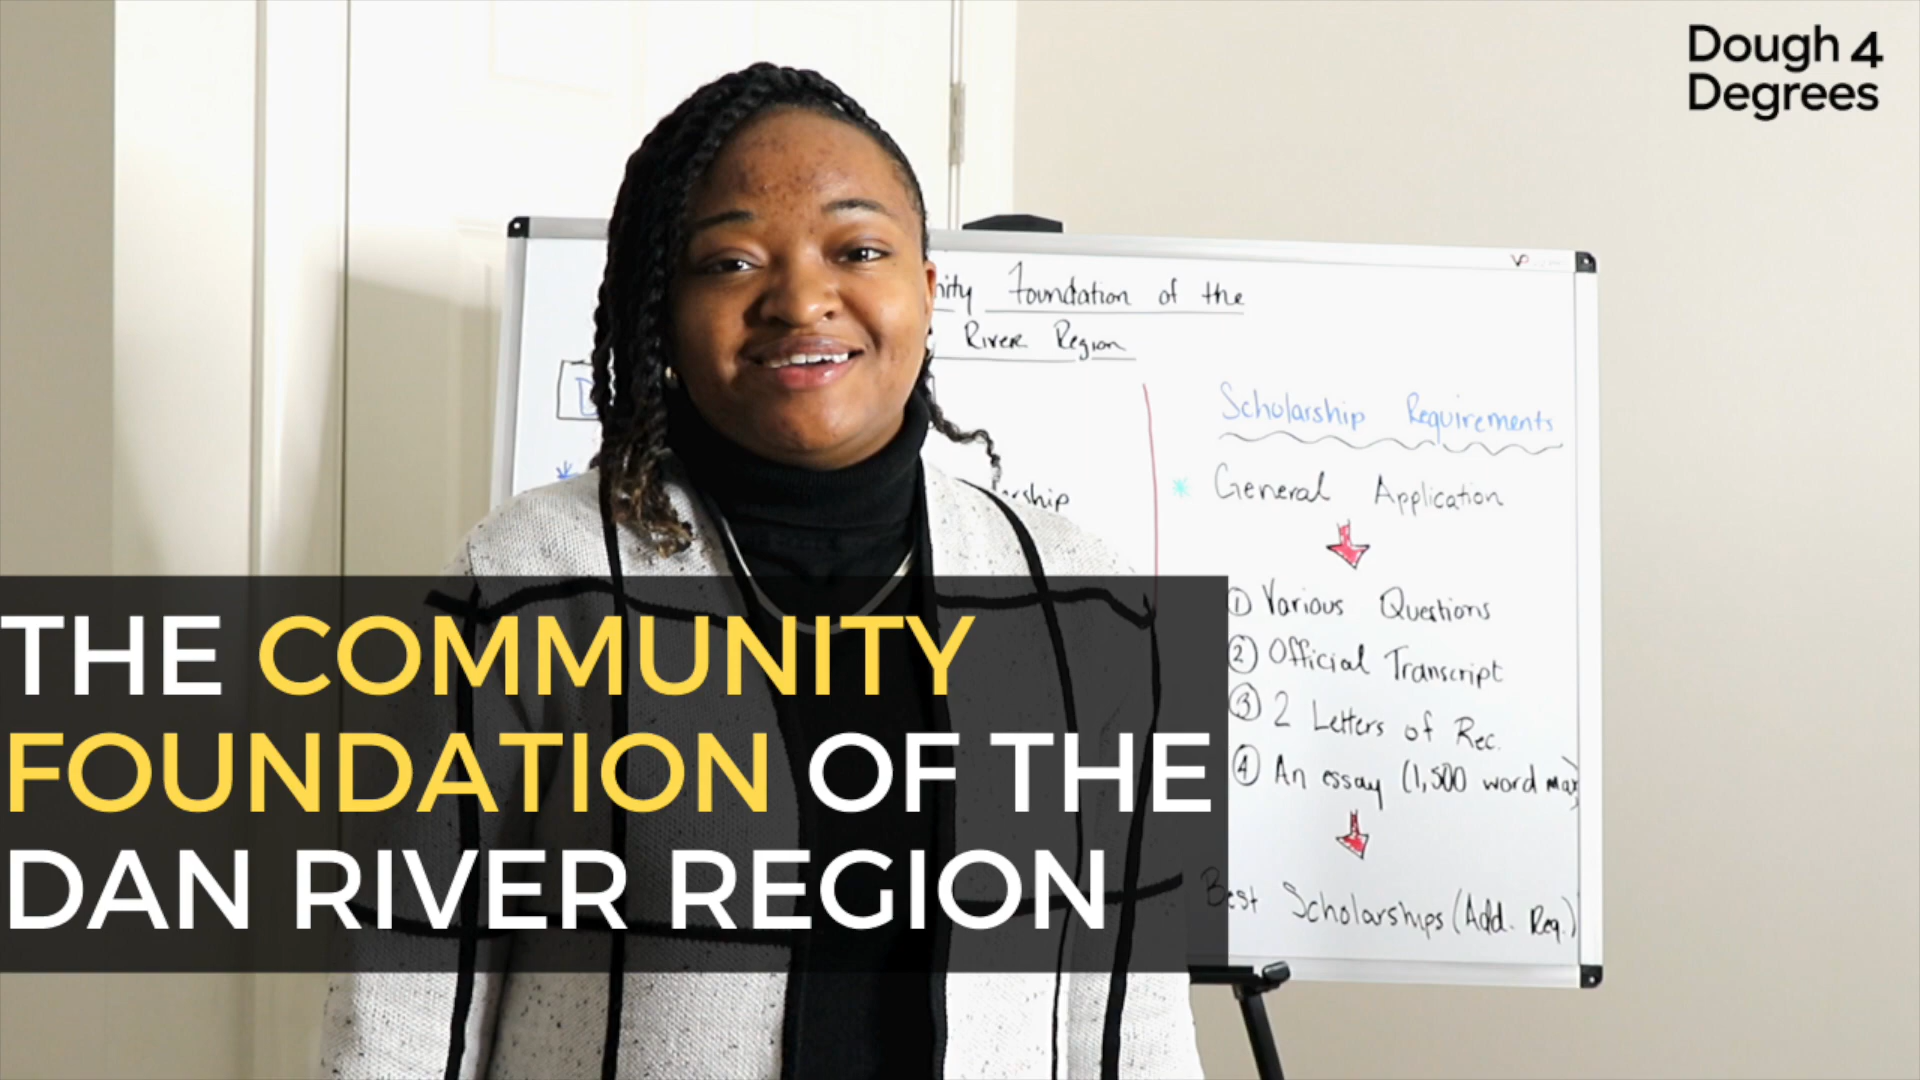 Dough 4
Degrees
Foundation of the
River Region
Scholarship Requirements
* General Application
① Various Questions
② Official Transcript
③ 2 Letters of Rec.
④ An essay (1,500 word max)
Best Scholarships (Add. Req.)
THE COMMUNITY
FOUNDATION OF THE
DAN RIVER REGION